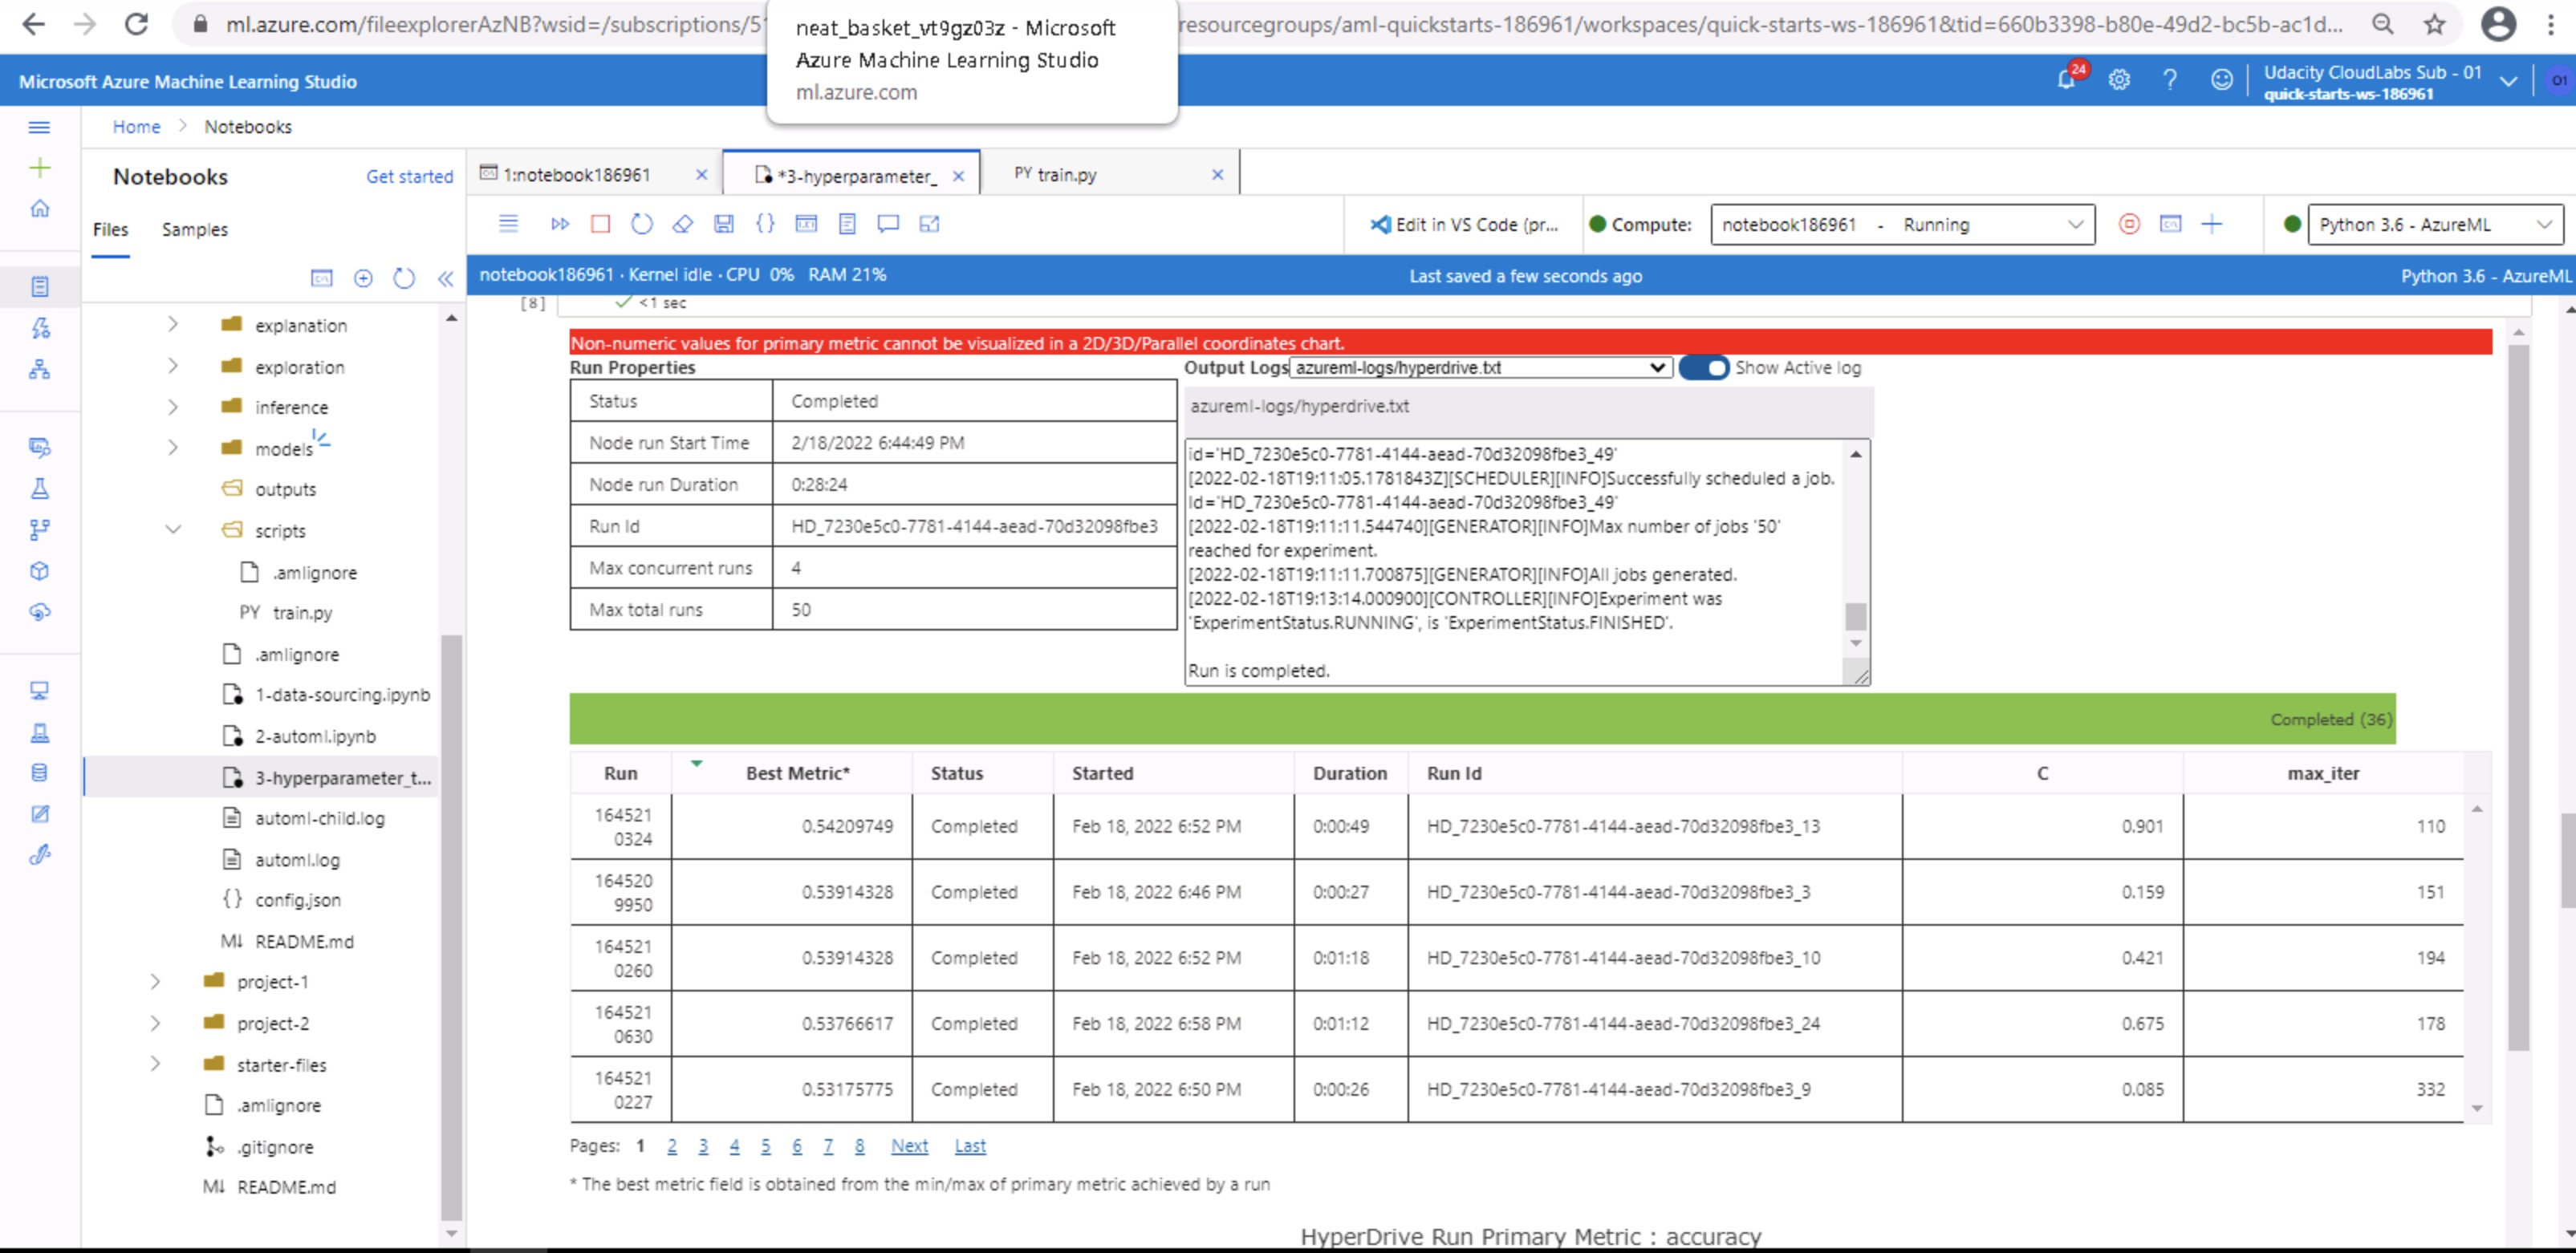 ml.azure.com/fileexplorerAzNB?wsid=/subscriptions/51
resourcegroups/aml-quickstarts-186961/workspaces/quick-starts-ws-186961&tid=660b3398-b80e-49d2-bc5b-ac1d...
neat_basket_vt9gz03z - Microsoft
Azure Machine Learning Studio
ml.azure.com
Microsoft Azure Machine Learning Studio
24
Udacity CloudLabs Sub - 01
quick-starts-ws-186961
01
Home > Notebooks
Notebooks
Get started
1:notebook186961
*3-hyperparameter_
PY train.py
Files
Samples
Edit in VS Code (pr...
Compute:
notebook186961 - Running
Python 3.6 - AzureML
notebook186961 · Kernel idle · CPU 0% RAM 21%
Last saved a few seconds ago
Python 3.6 - AzureML
explanation
exploration
inference
models
outputs
scripts
.amlignore
PY train.py
.amlignore
1-data-sourcing.ipynb
2-automl.ipynb
3-hyperparameter_t...
automl-child.log
automl.log
{} config.json
M↓ README.md
project-1
project-2
starter-files
.amlignore
.gitignore
M↓ README.md
[8]
<1 sec
Non-numeric values for primary metric cannot be visualized in a 2D/3D/Parallel coordinates chart.
Run Properties
Status Completed
Node run Start Time 2/18/2022 6:44:49 PM
Node run Duration 0:28:24
Run Id HD_7230e5c0-7781-4144-aead-70d32098fbe3
Max concurrent runs 4
Max total runs 50
Output Logs azureml-logs/hyperdrive.txt
Show Active log
azureml-logs/hyperdrive.txt
id='HD_7230e5c0-7781-4144-aead-70d32098fbe3_49'
[2022-02-18T19:11:05.1781843Z][SCHEDULER][INFO]Successfully scheduled a job.
Id='HD_7230e5c0-7781-4144-aead-70d32098fbe3_49'
[2022-02-18T19:11:11.544740][GENERATOR][INFO]Max number of jobs '50'
reached for experiment.
[2022-02-18T19:11:11.700875][GENERATOR][INFO]All jobs generated.
[2022-02-18T19:13:14.000900][CONTROLLER][INFO]Experiment was
'ExperimentStatus.RUNNING', is 'ExperimentStatus.FINISHED'.
Run is completed.
Completed (36)
Run Best Metric* Status Started Duration Run Id C max_iter
1645210324 0.54209749 Completed Feb 18, 2022 6:52 PM 0:00:49 HD_7230e5c0-7781-4144-aead-70d32098fbe3_13 0.901 110
1645209950 0.53914328 Completed Feb 18, 2022 6:46 PM 0:00:27 HD_7230e5c0-7781-4144-aead-70d32098fbe3_3 0.159 151
1645210260 0.53914328 Completed Feb 18, 2022 6:52 PM 0:01:18 HD_7230e5c0-7781-4144-aead-70d32098fbe3_10 0.421 194
1645210630 0.53766617 Completed Feb 18, 2022 6:58 PM 0:01:12 HD_7230e5c0-7781-4144-aead-70d32098fbe3_24 0.675 178
1645210227 0.53175775 Completed Feb 18, 2022 6:50 PM 0:00:26 HD_7230e5c0-7781-4144-aead-70d32098fbe3_9 0.085 332
Pages: 1 2 3 4 5 6 7 8 Next Last
* The best metric field is obtained from the min/max of primary metric achieved by a run
HyperDrive Run Primary Metric : accuracy